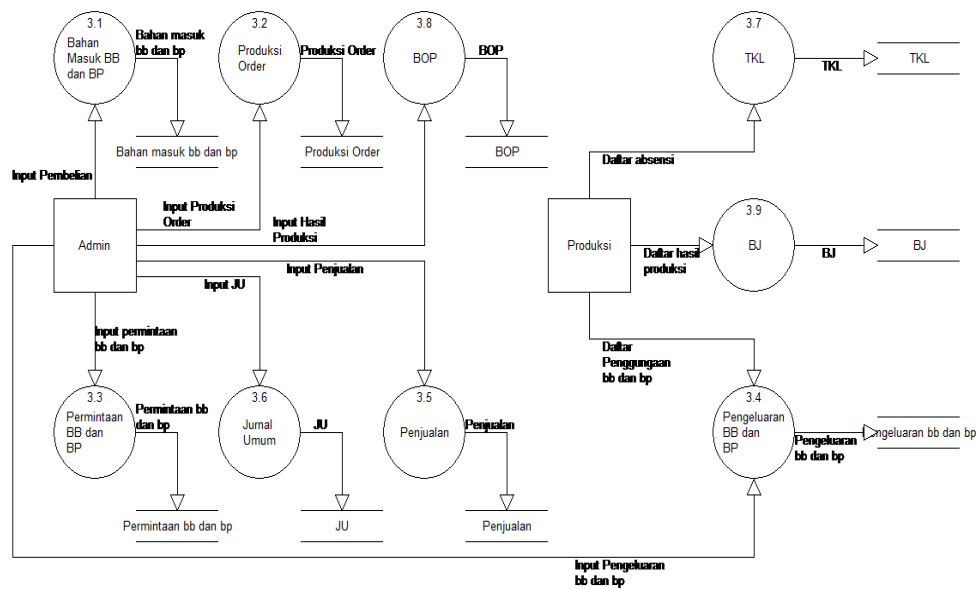 3.1
Bahan
Masuk BB
dan BP
Bahan masuk
bb dan bp
3.2
Produksi
Order
Produksi Order
3.8
BOP
BOP
3.7
TKL
TKL
TKL
Bahan masuk bb dan bp
Produksi Order
BOP
Daftar absensi
Input Pembelian
Input Produksi
Order
Input Hasil
Produksi
Admin
Produksi
3.9
BJ
Daftar hasil
produksi
BJ
BJ
Input Penjualan
Input JU
Input permintaan
bb dan bp
Daftar
Penggungaan
bb dan bp
3.3
Permintaan
BB dan
BP
Permintaan bb
dan bp
3.6
Jurnal
Umum
JU
3.5
Penjualan
Penjualan
3.4
Pengeluaran
BB dan
BP
Pengeluaran
bb dan bp
Pengeluaran bb dan bp
Permintaan bb dan bp
JU
Penjualan
Input Pengeluaran
bb dan bp